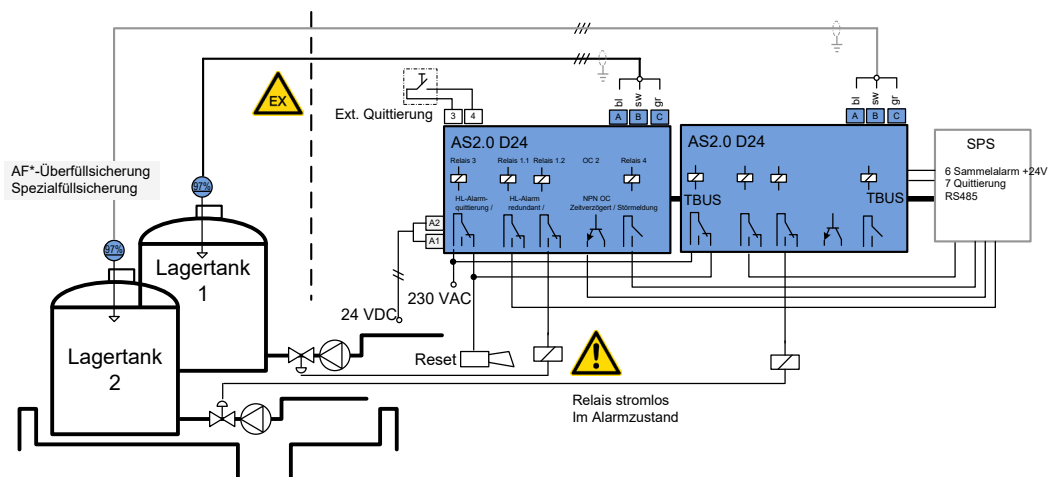 bl
sw
gr
bl
sw
gr
A
B
C
A
B
C
EX
Ext. Quittierung
3
4
AS2.0 D24
AS2.0 D24
SPS
6 Sammelalarm +24V
7 Quittierung
RS485
Relais 3
Relais 1.1
Relais 1.2
OC 2
Relais 4
HL-Alarm-
quittierung /
HL-Alarm
redundant /
NPN OC
Zeitverzögert / Störmeldung
TBUS
TBUS
AF*-Überfüllsicherung
Spezialfüllsicherung
97%
97%
A2
A1
Lagertank
1
Lagertank
2
24 VDC
230 VAC
Reset
Relais stromlos
Im Alarmzustand